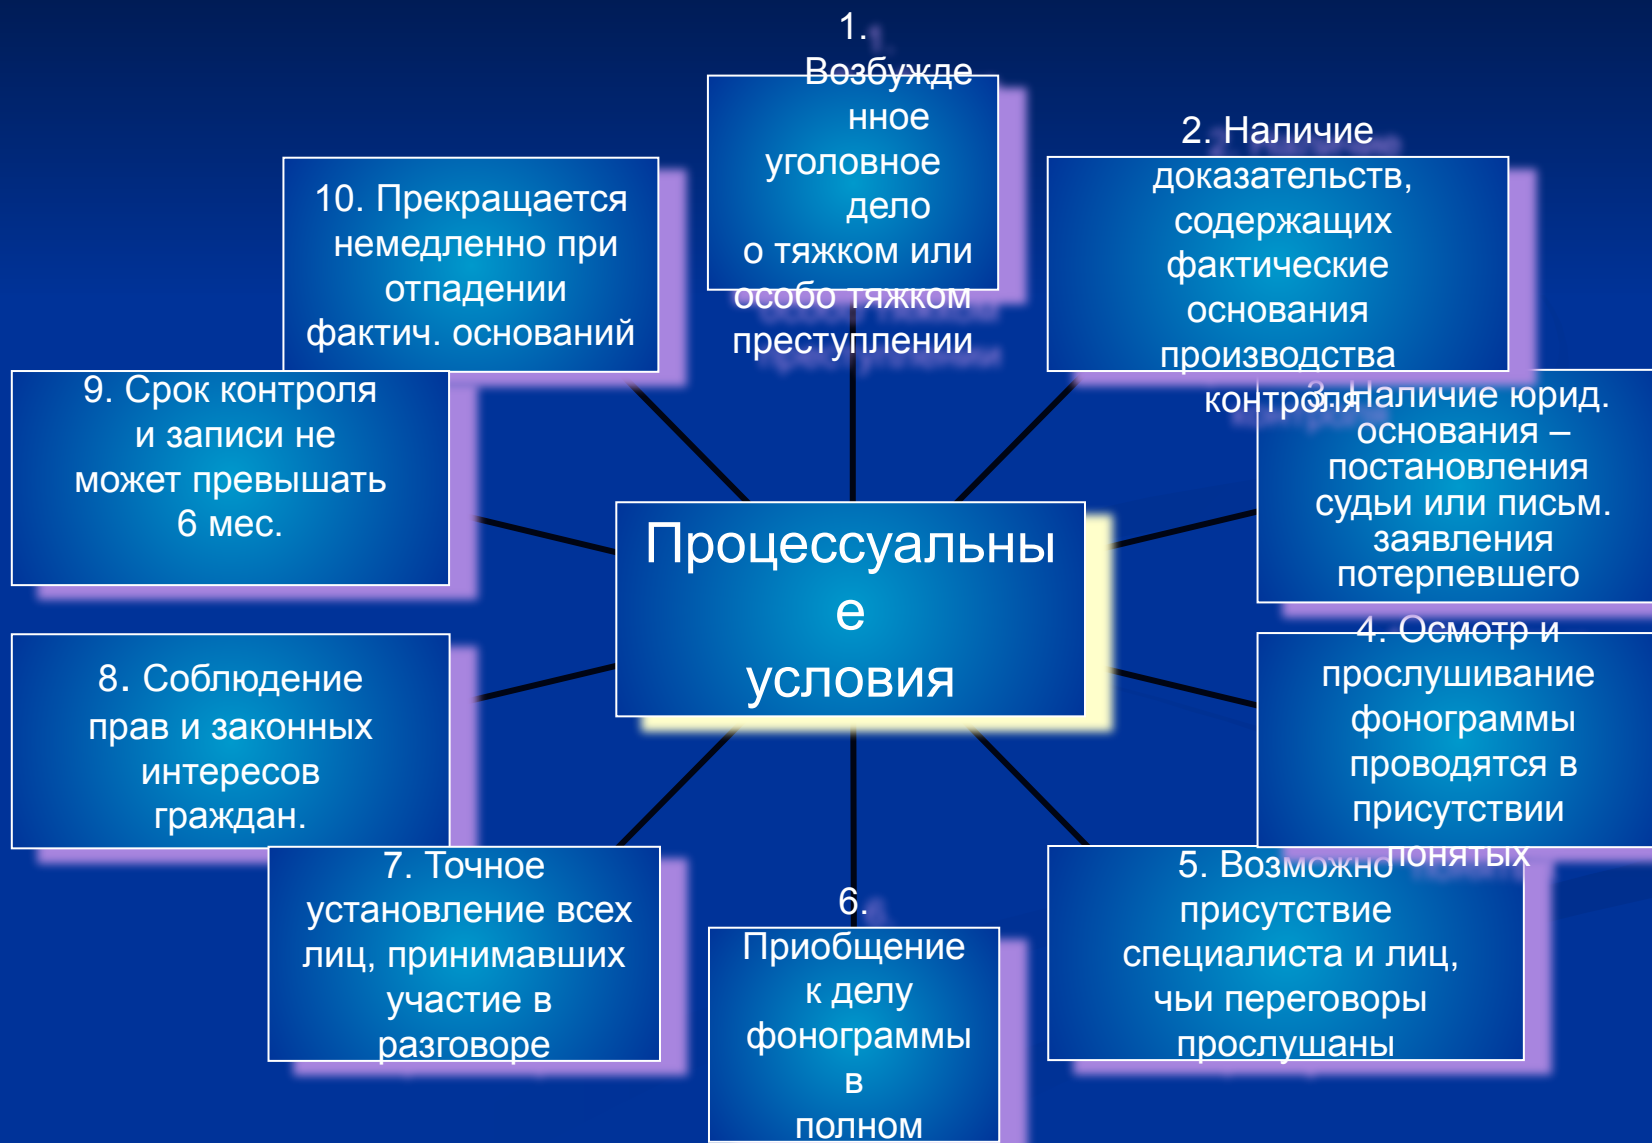 Процессуальны
е
условия
1.
Возбужде
нное
уголовное
дело
о тяжком или
особо тяжком
преступлении
2. Наличие
доказательств,
содержащих
фактические
основания
производства
контроля
3. Наличие юрид.
основания –
постановления
судьи или письм.
заявления
потерпевшего
4. Осмотр и
прослушивание
фонограммы
проводятся в
присутствии
понятых
5. Возможно
присутствие
специалиста и лиц,
чьи переговоры
прослушаны
6.
Приобщение
к делу
фонограммы
в
полном
7. Точное
установление всех
лиц, принимавших
участие в
разговоре
8. Соблюдение
прав и законных
интересов
граждан.
9. Срок контроля
и записи не
может превышать
6 мес.
10. Прекращается
немедленно при
отпадении
фактич. оснований